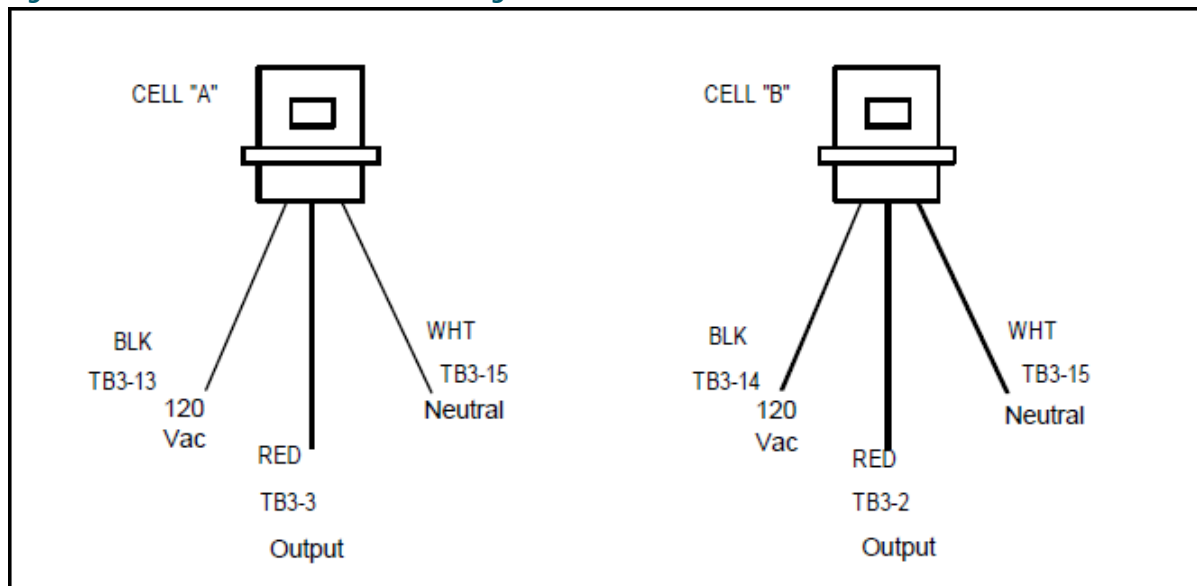 CELL "A"
BLK
TB3-13
120
Vac
RED
TB3-3
Output
WHT
TB3-15
Neutral
CELL "B"
BLK
TB3-14
120
Vac
RED
TB3-2
Output
WHT
TB3-15
Neutral